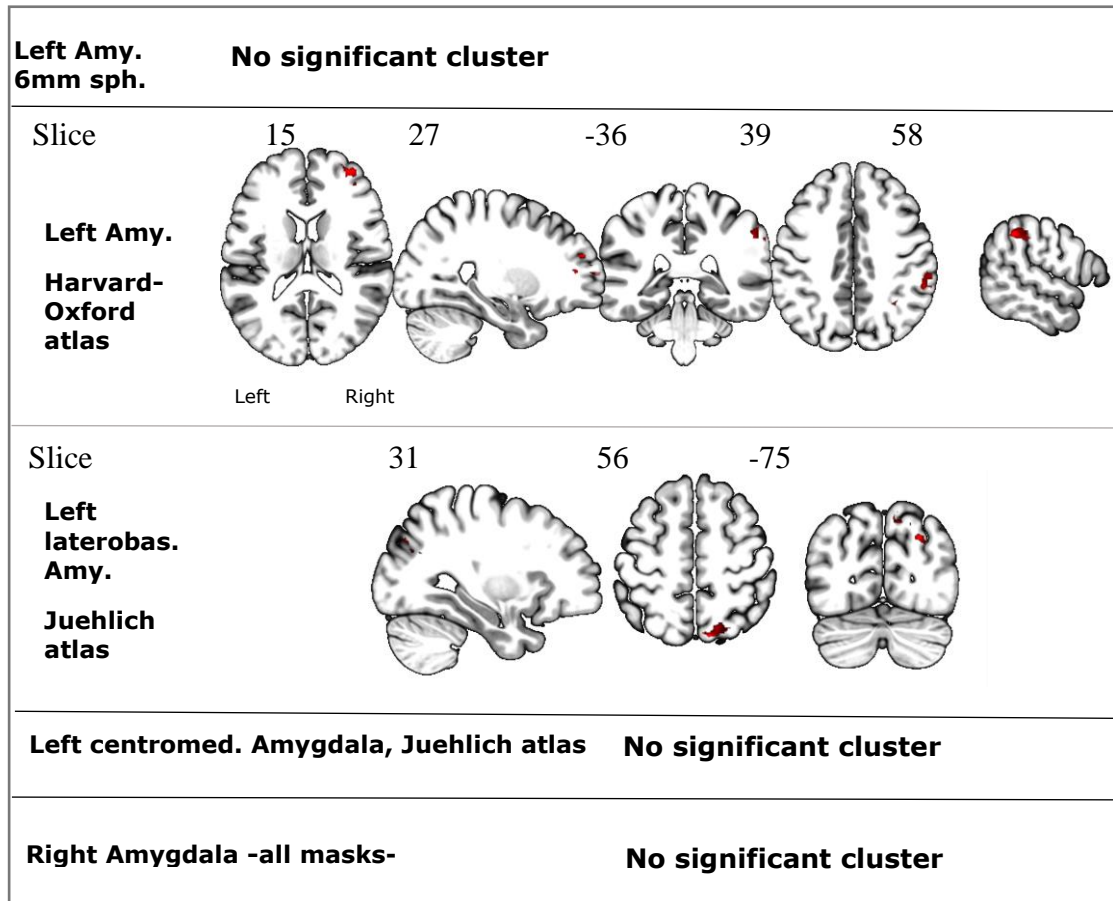 Left Amy.
6mm sph.
No significant cluster
Slice 15 27 -36 39 58
Left Amy.
Harvard-
Oxford
atlas
Left Right
Slice 31 56 -75
Left
laterobas.
Amy.
Juehlich
atlas
Left centromed. Amygdala, Juehlich atlas No significant cluster
Right Amygdala -all masks- No significant cluster